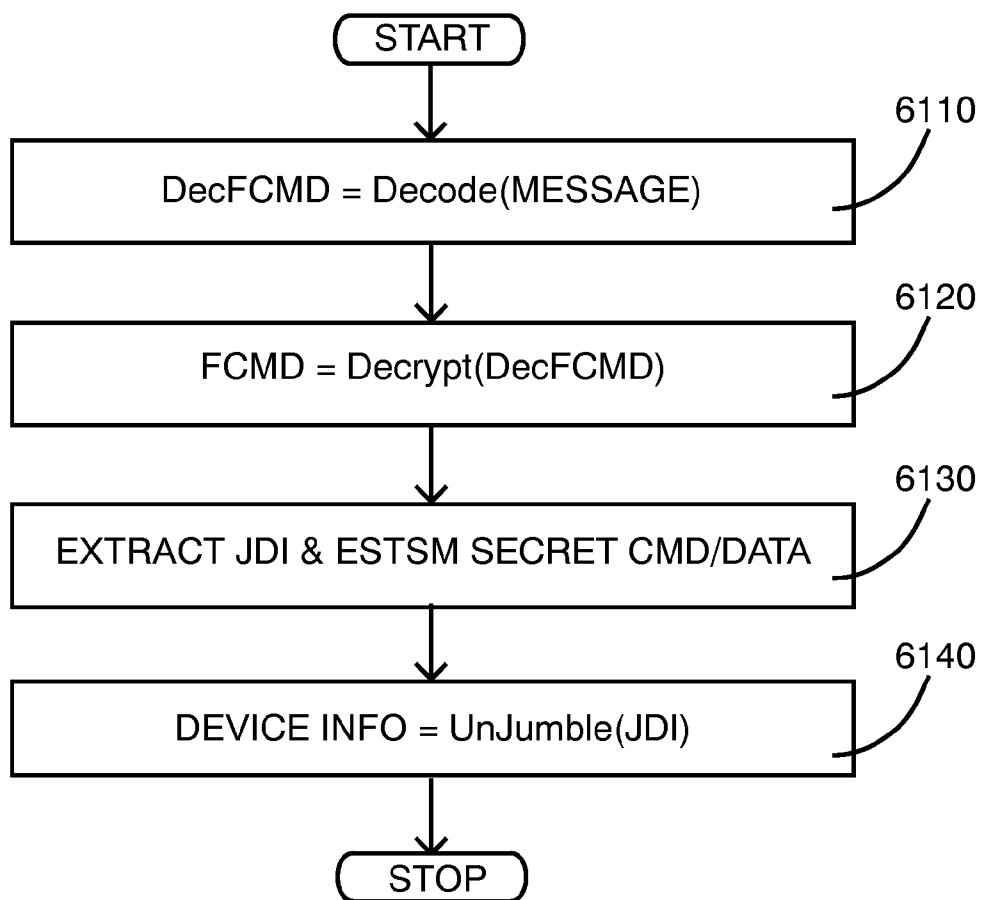 START
6110
DecFCMD = Decode(MESSAGE)
6120
FCMD = Decrypt(DecFCMD)
6130
EXTRACT JDI & ESTSM SECRET CMD/DATA
6140
DEVICE INFO = UnJumble(JDI)
STOP